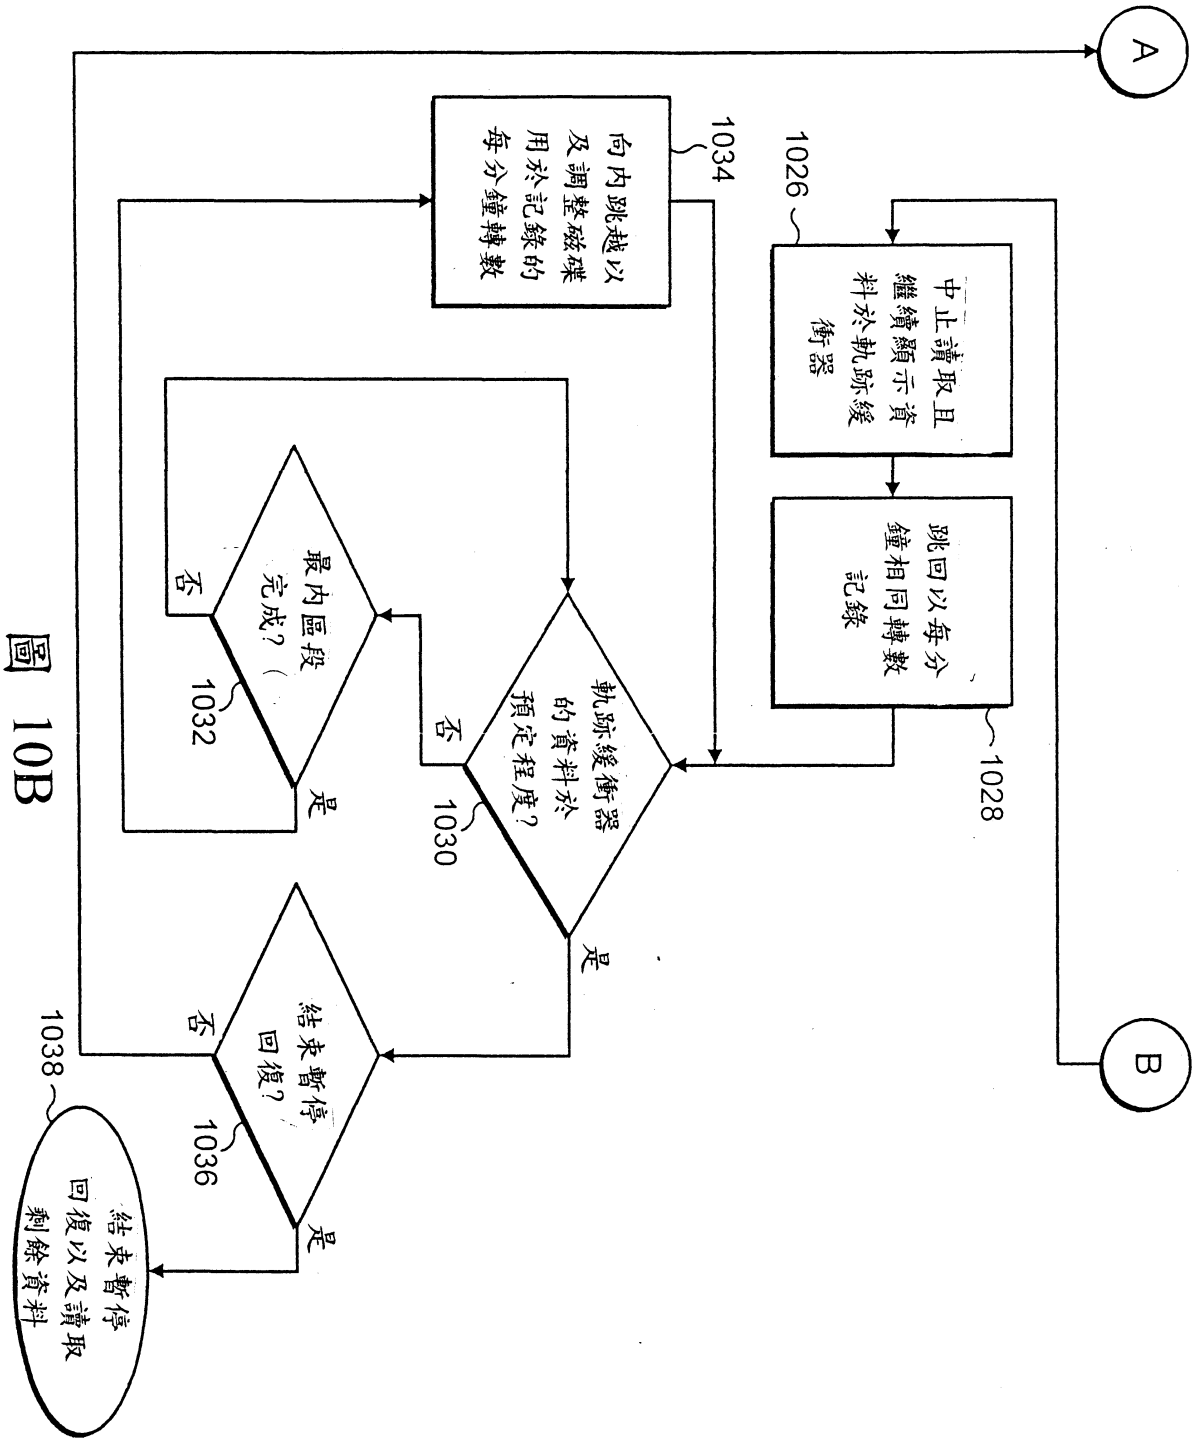 A
B
1026
中止讀取且
繼續顯示資
料於軌跡緩
衝器
跳回以每分
鐘相同轉數
記錄
1028
1034
向內跳越以
及調整磁碟
用於記錄的
每分鐘轉數
軌跡緩衝器
的資料於
預定程度?
1030
否
是
最內區段
完成?
1032
否
是
結束暫停
回復?
1036
否
是
1038
結束暫停
回復以及讀取
剩餘資料
圖 10B